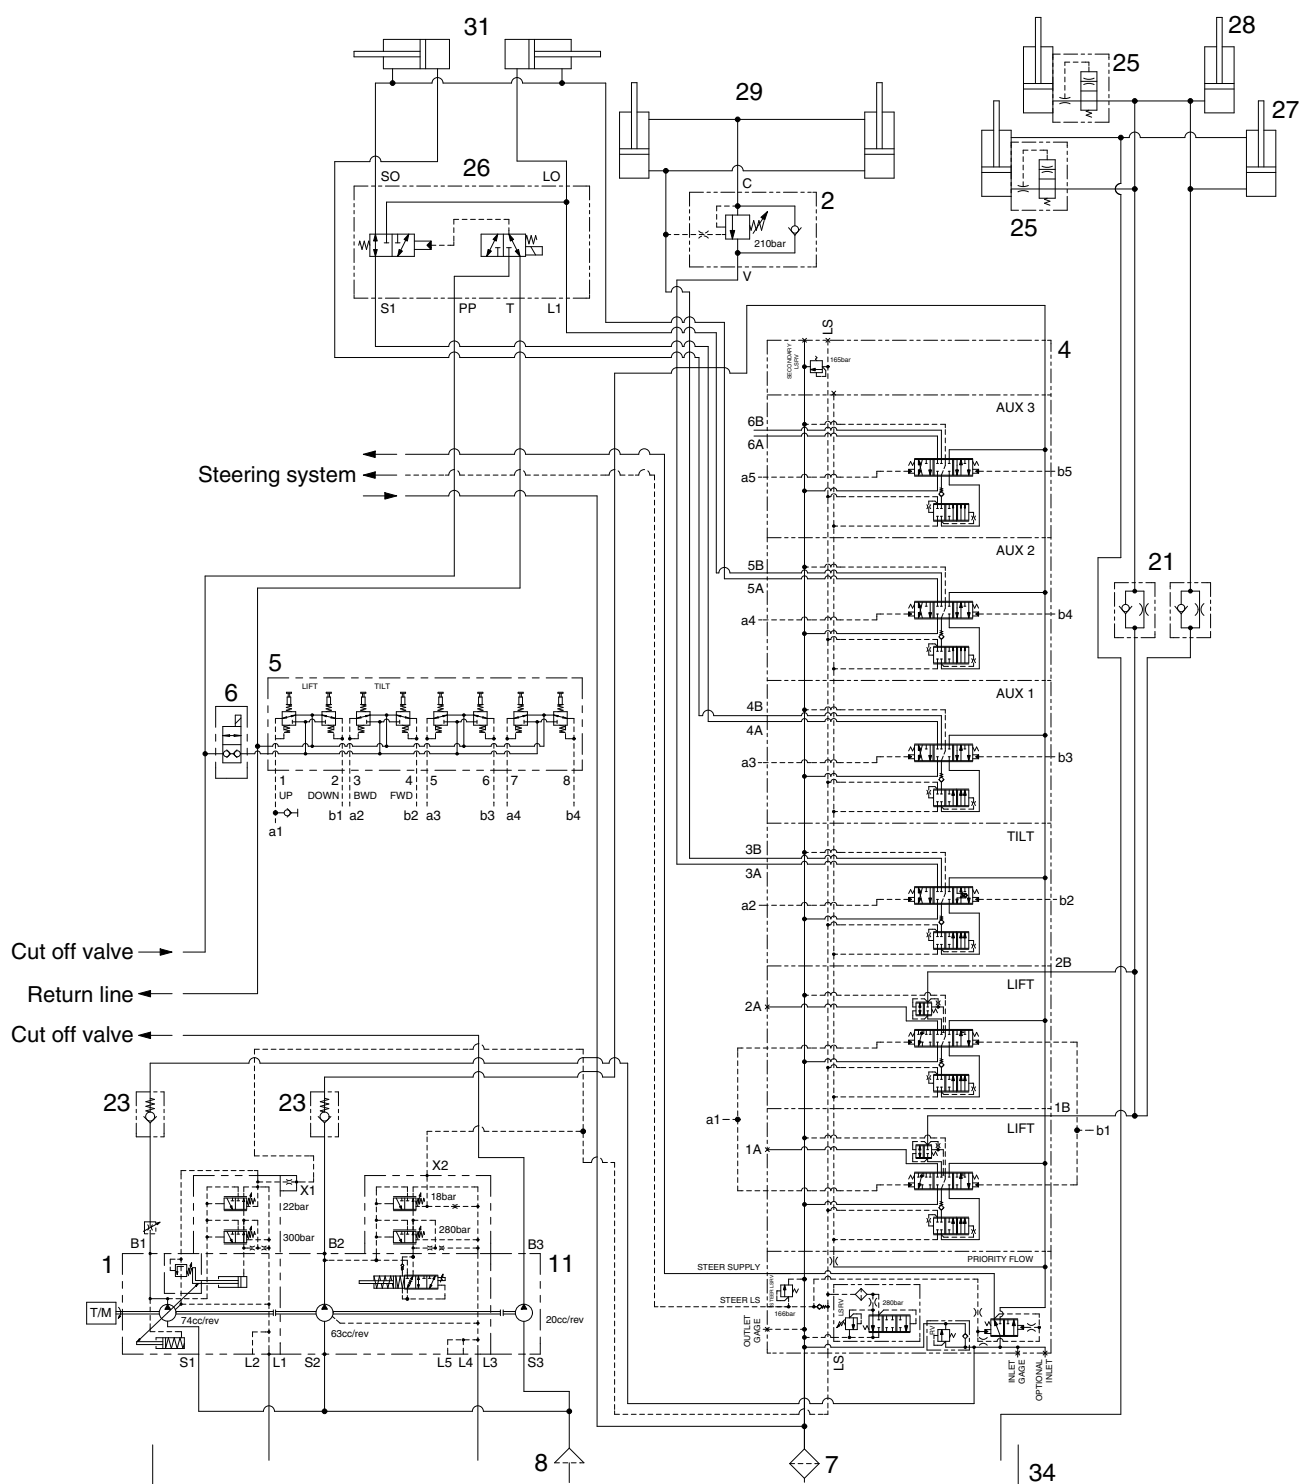 31
28
25
29
27
26
SO
LO
C
2
25
210bar
V
S1
PP
T
L1
LS
4
SECONDARY
LSRV
165bar
AUX 3
6B
6A
Steering system
a5
b5
AUX 2
5B
5A
21
a4
b4
5
LIFT
TILT
6
AUX 1
4B
4A
a3
b3
1 2 3 4 5 6 7 8
UP DOWN BWD FWD
b1 a2 b2 a3 b3 a4 b4
a1
TILT
3B
3A
a2
b2
Cut off valve
2B
LIFT
Return line
2A
Cut off valve
23
23
1B
a1
LIFT
b1
1A
X2
X1
18bar
22bar
300bar
280bar
B1
B2
B3
1
11
PRIORITY FLOW
STEER SUPPLY
STEER LSRV
STEER LS
166bar
LSRV
280bar
T/M
74cc/rev
63cc/rev
20cc/rev
RV
OUTLET
GAGE
S1 L2 L1 S2 L5 L4 L3 S3
LS
INLET
GAGE
OPTIONAL
INLET
8
7
34